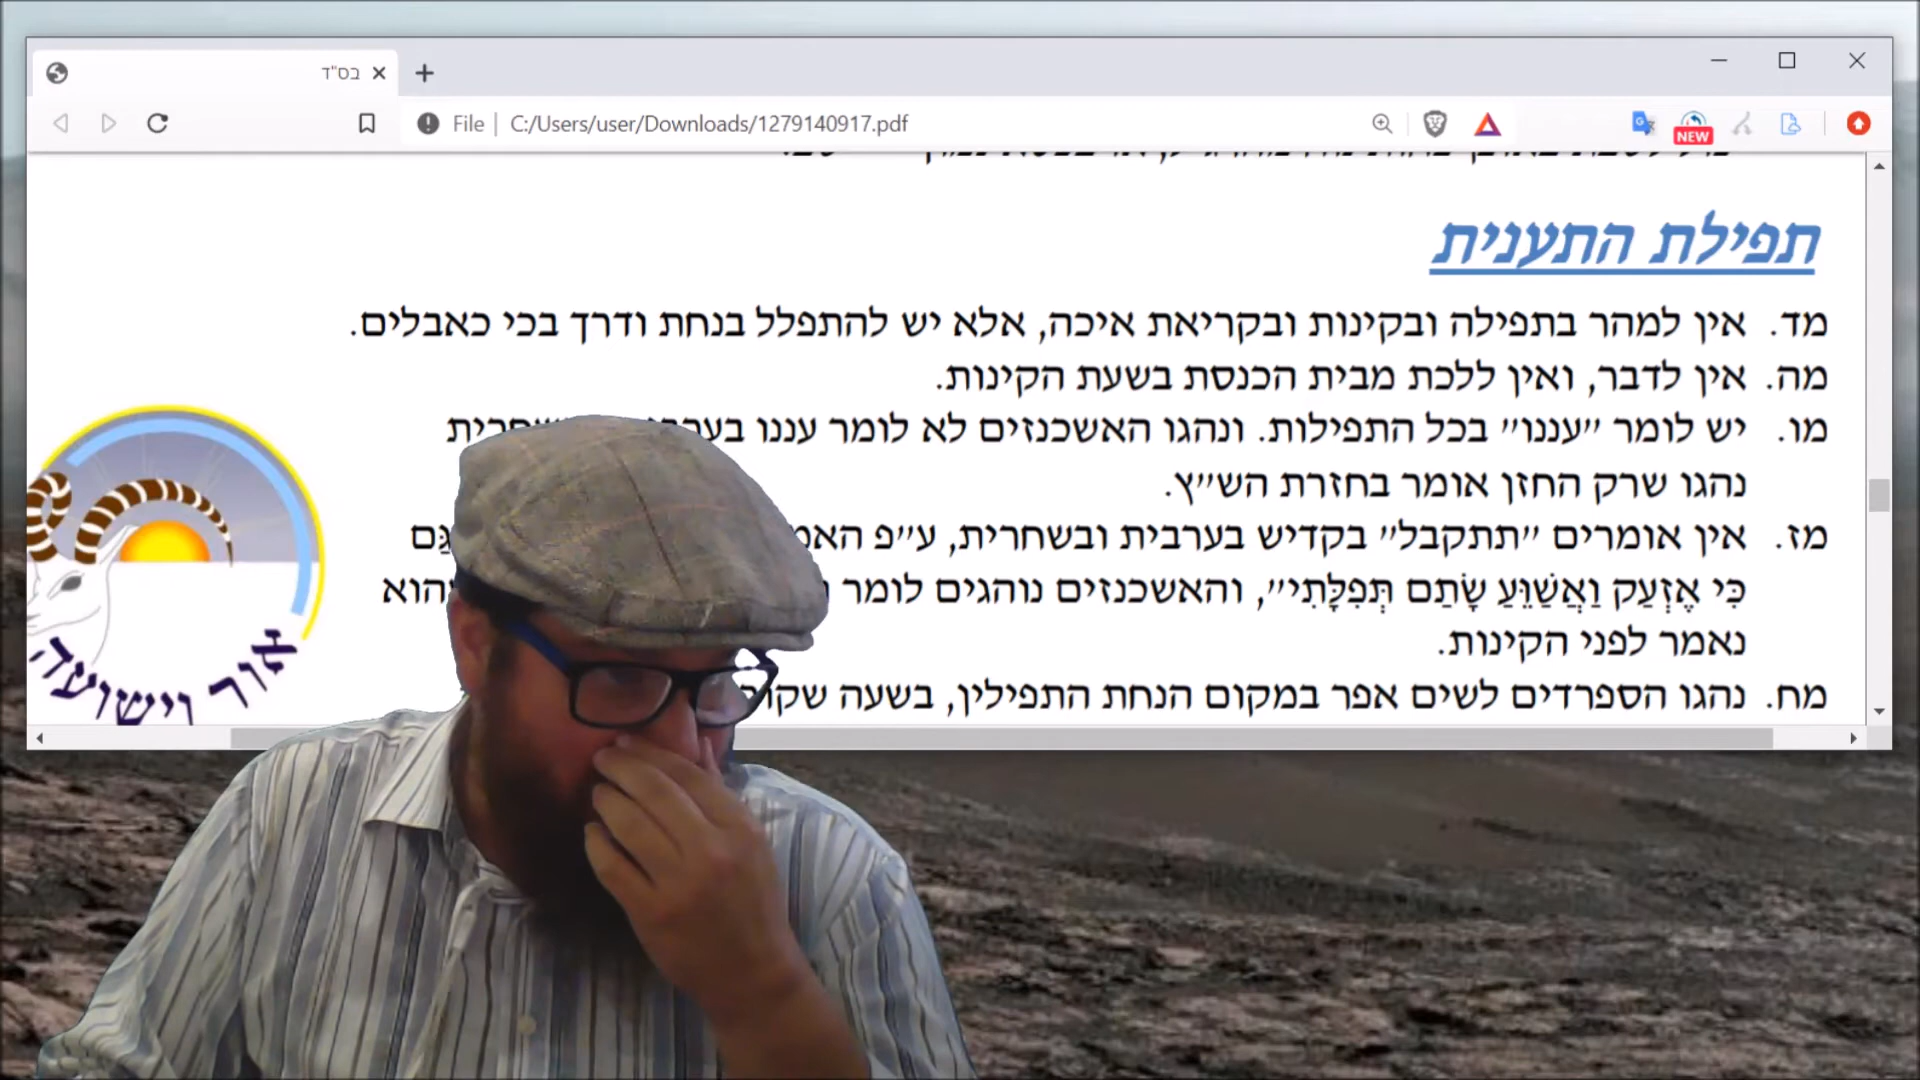 בס"ד
File
C:/Users/user/Downloads/1279140917.pdf
NEW
תפילת התענית
מד. אין למהר בתפילה ובקינות ובקריאת איכה, אלא יש להתפלל בנחת ודרך בכי כאבלים.
מה. אין לדבר, ואין ללכת מבית הכנסת בשעת הקינות.
מו. יש לומר ״עננו״ בכל התפילות. ונהגו האשכנזים לא לומר עננו
נהגו שרק החזן אומר בחזרת הש״ץ.
מז. אין אומרים ״תתקבל״ בקדיש בערבית ובשחרית, ע״פ גַּם
כִּי אֶזְעַק וַאֲשַׁוֵּעַ שָׂתַם תְּפִלָּתִי״, והאשכנזים נוהגים לומר
נאמר לפני הקינות.
מח. נהגו הספרדים לשים אפר במקום הנחת התפילין, בשעה
אור וישועה